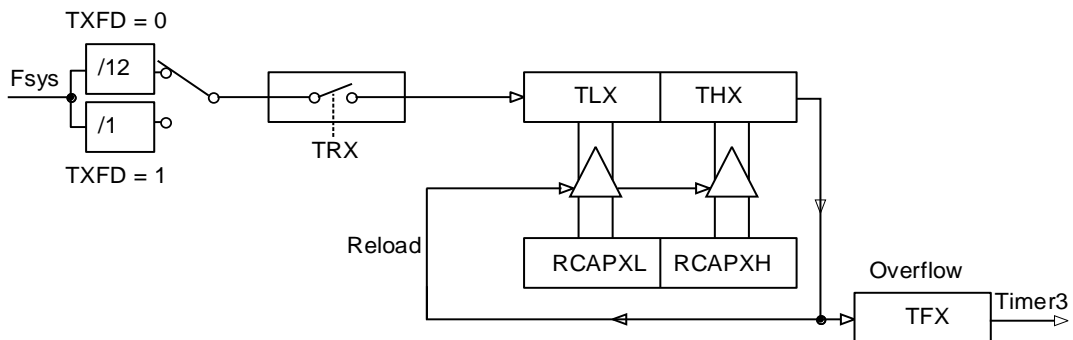 TXFD = 0
Fsys
/12
/1
TXFD = 1
TRX
TLX
THX
Reload
RCAPXL
RCAPXH
Overflow
TFX
Timer3